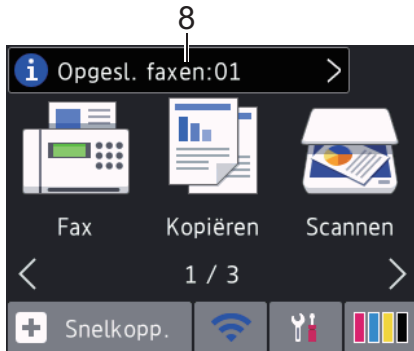 8
i Opgesl. faxen:01 >
Fax Kopiëren Scannen
< 1 / 3 >
+ Snelkopp.